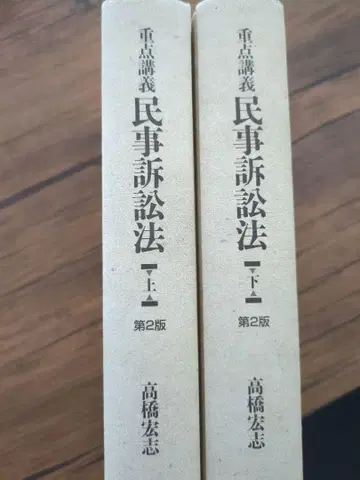 重点講義
民事訴訟法
上
第2版
高橋宏志
重点講義
民事訴訟法
下
第2版
高橋宏志